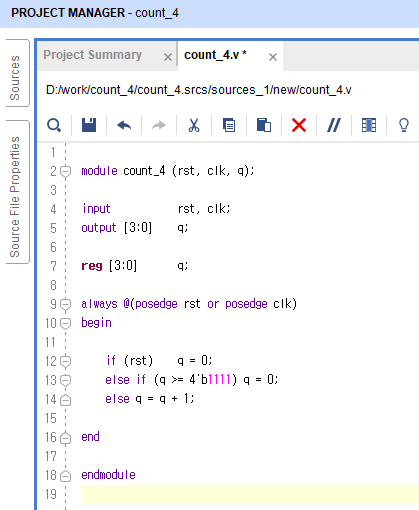 PROJECT MANAGER - count_4
Sources
Source File Properties
Project Summary × count_4.v * ×
D:/work/count_4/count_4.srcs/sources_1/new/count_4.v
1
2 module count_4 (rst, clk, q);
3
4 input rst, clk;
5 output [3:0] q;
6
7 reg [3:0] q;
8
9 always @(posedge rst or posedge clk)
10 begin
11
12 if (rst) q = 0;
13 else if (q >= 4'b1111) q = 0;
14 else q = q + 1;
15
16 end
17
18 endmodule
19